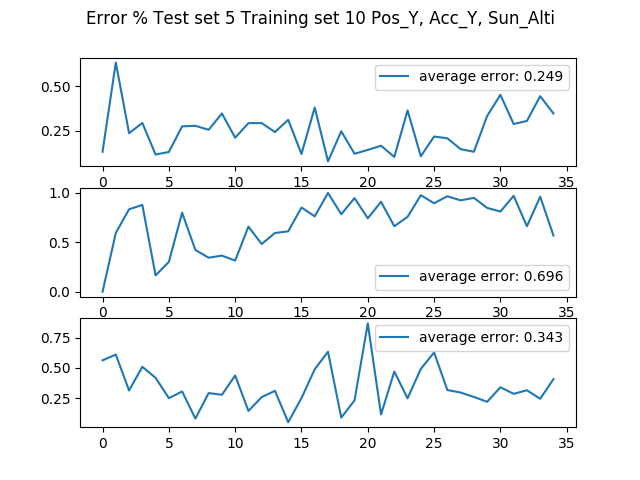 Error % Test set 5 Training set 10 Pos_Y, Acc_Y, Sun_Alti
average error: 0.249
0.50
0.25
0 5 10 15 20 25 30 35
1.0
0.5
0.0
average error: 0.696
0 5 10 15 20 25 30 35
average error: 0.343
0.75
0.50
0.25
0 5 10 15 20 25 30 35